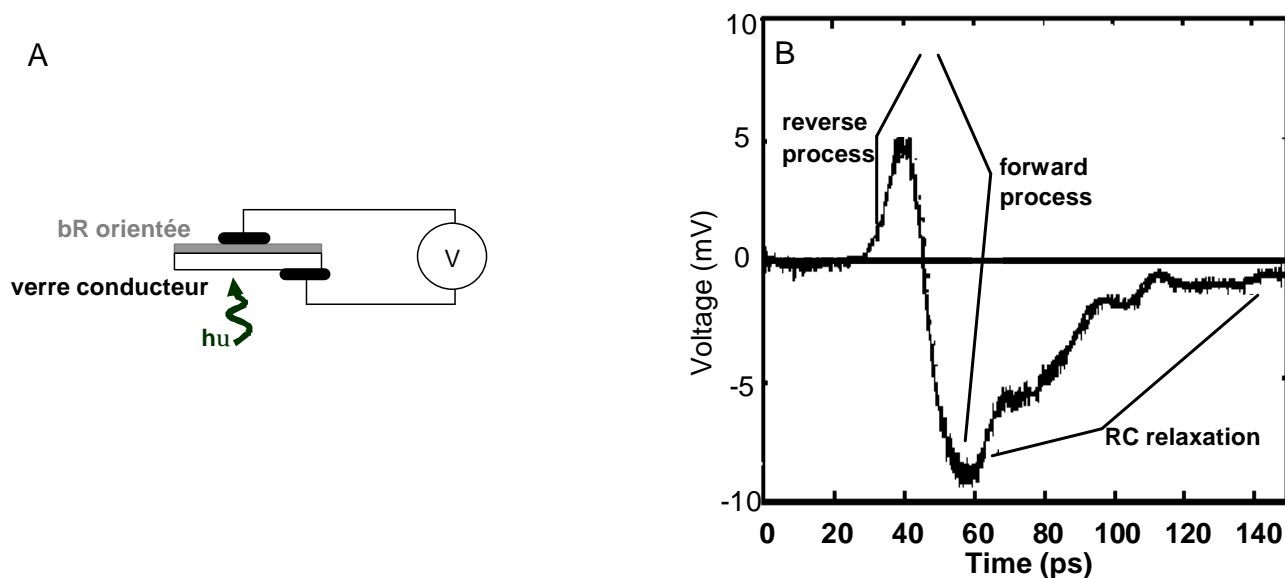 A
bR orientée
verre conducteur
hυ
V
B
10
5
0
-5
-10
Voltage (mV)
reverse
process
forward
process
RC relaxation
0 20 40 60 80 100 120 140
Time (ps)